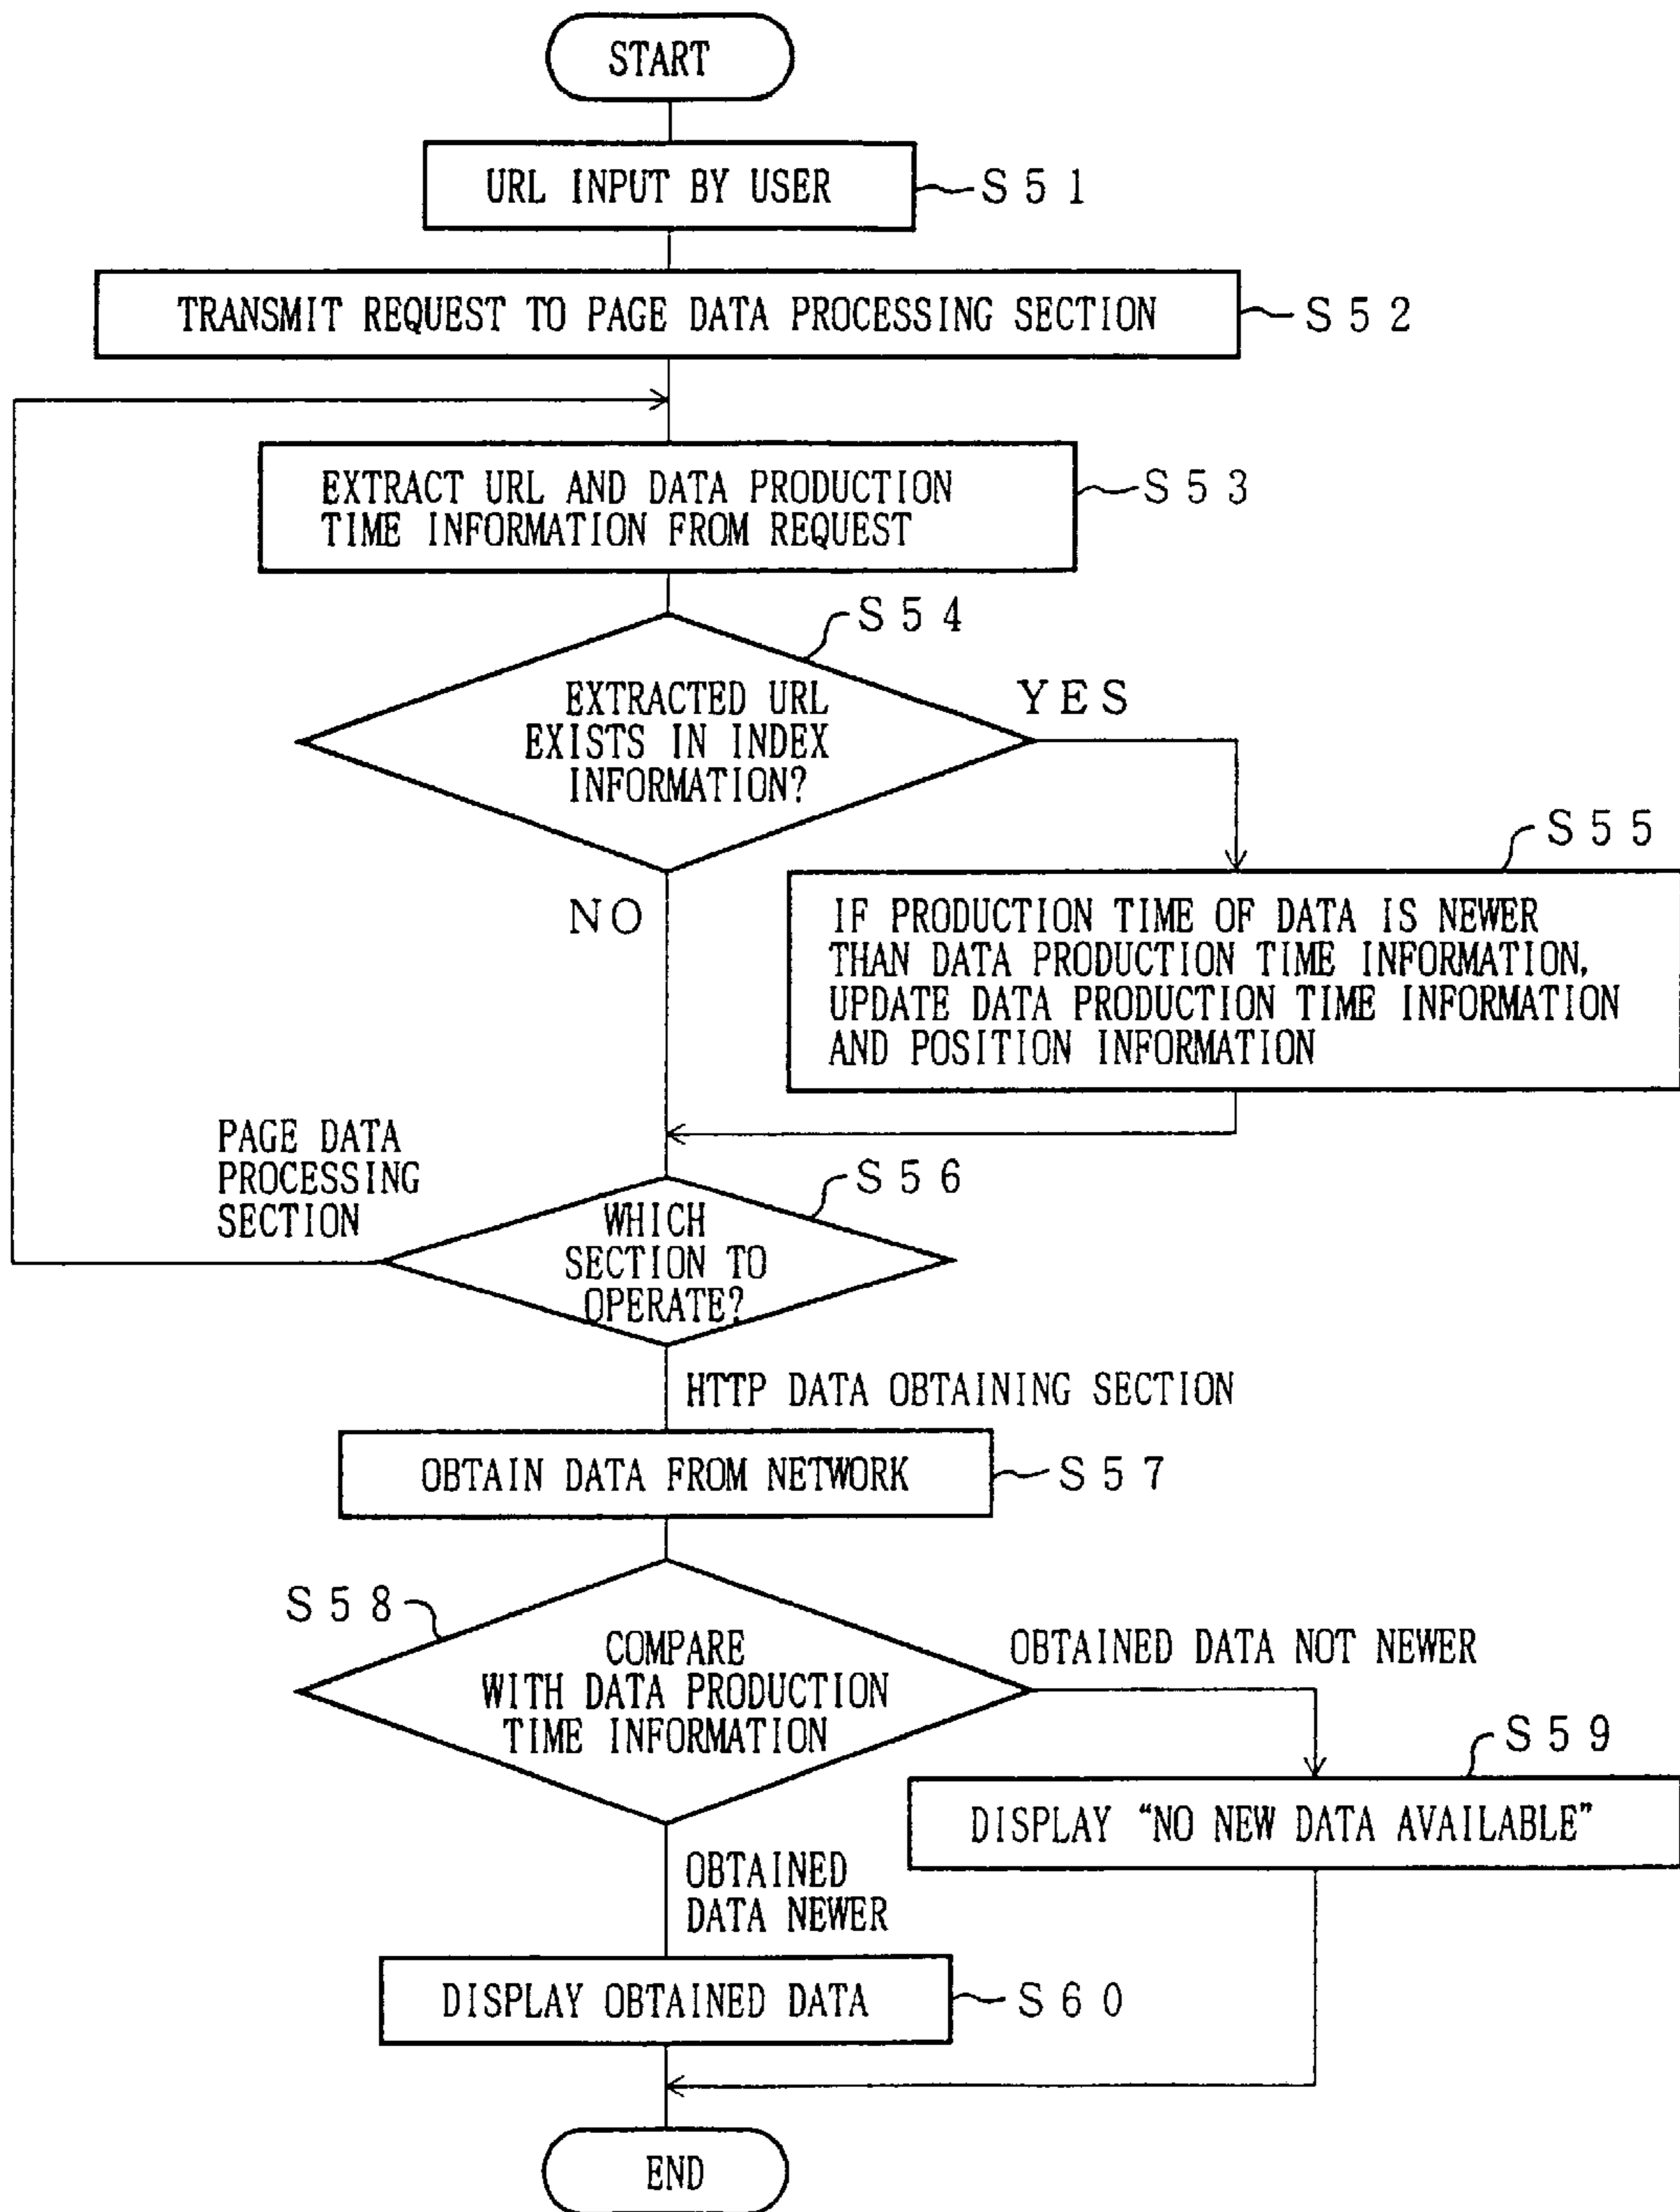 START
URL INPUT BY USER
S51
TRANSMIT REQUEST TO PAGE DATA PROCESSING SECTION
S52
EXTRACT URL AND DATA PRODUCTION
TIME INFORMATION FROM REQUEST
S53
S54
EXTRACTED URL
EXISTS IN INDEX
INFORMATION?
YES
NO
S55
IF PRODUCTION TIME OF DATA IS NEWER
THAN DATA PRODUCTION TIME INFORMATION,
UPDATE DATA PRODUCTION TIME INFORMATION
AND POSITION INFORMATION
PAGE DATA
PROCESSING
SECTION
S56
WHICH
SECTION TO
OPERATE?
HTTP DATA OBTAINING SECTION
OBTAIN DATA FROM NETWORK
S57
S58
COMPARE
WITH DATA PRODUCTION
TIME INFORMATION
OBTAINED DATA NOT NEWER
S59
DISPLAY “NO NEW DATA AVAILABLE”
OBTAINED
DATA NEWER
DISPLAY OBTAINED DATA
S60
END